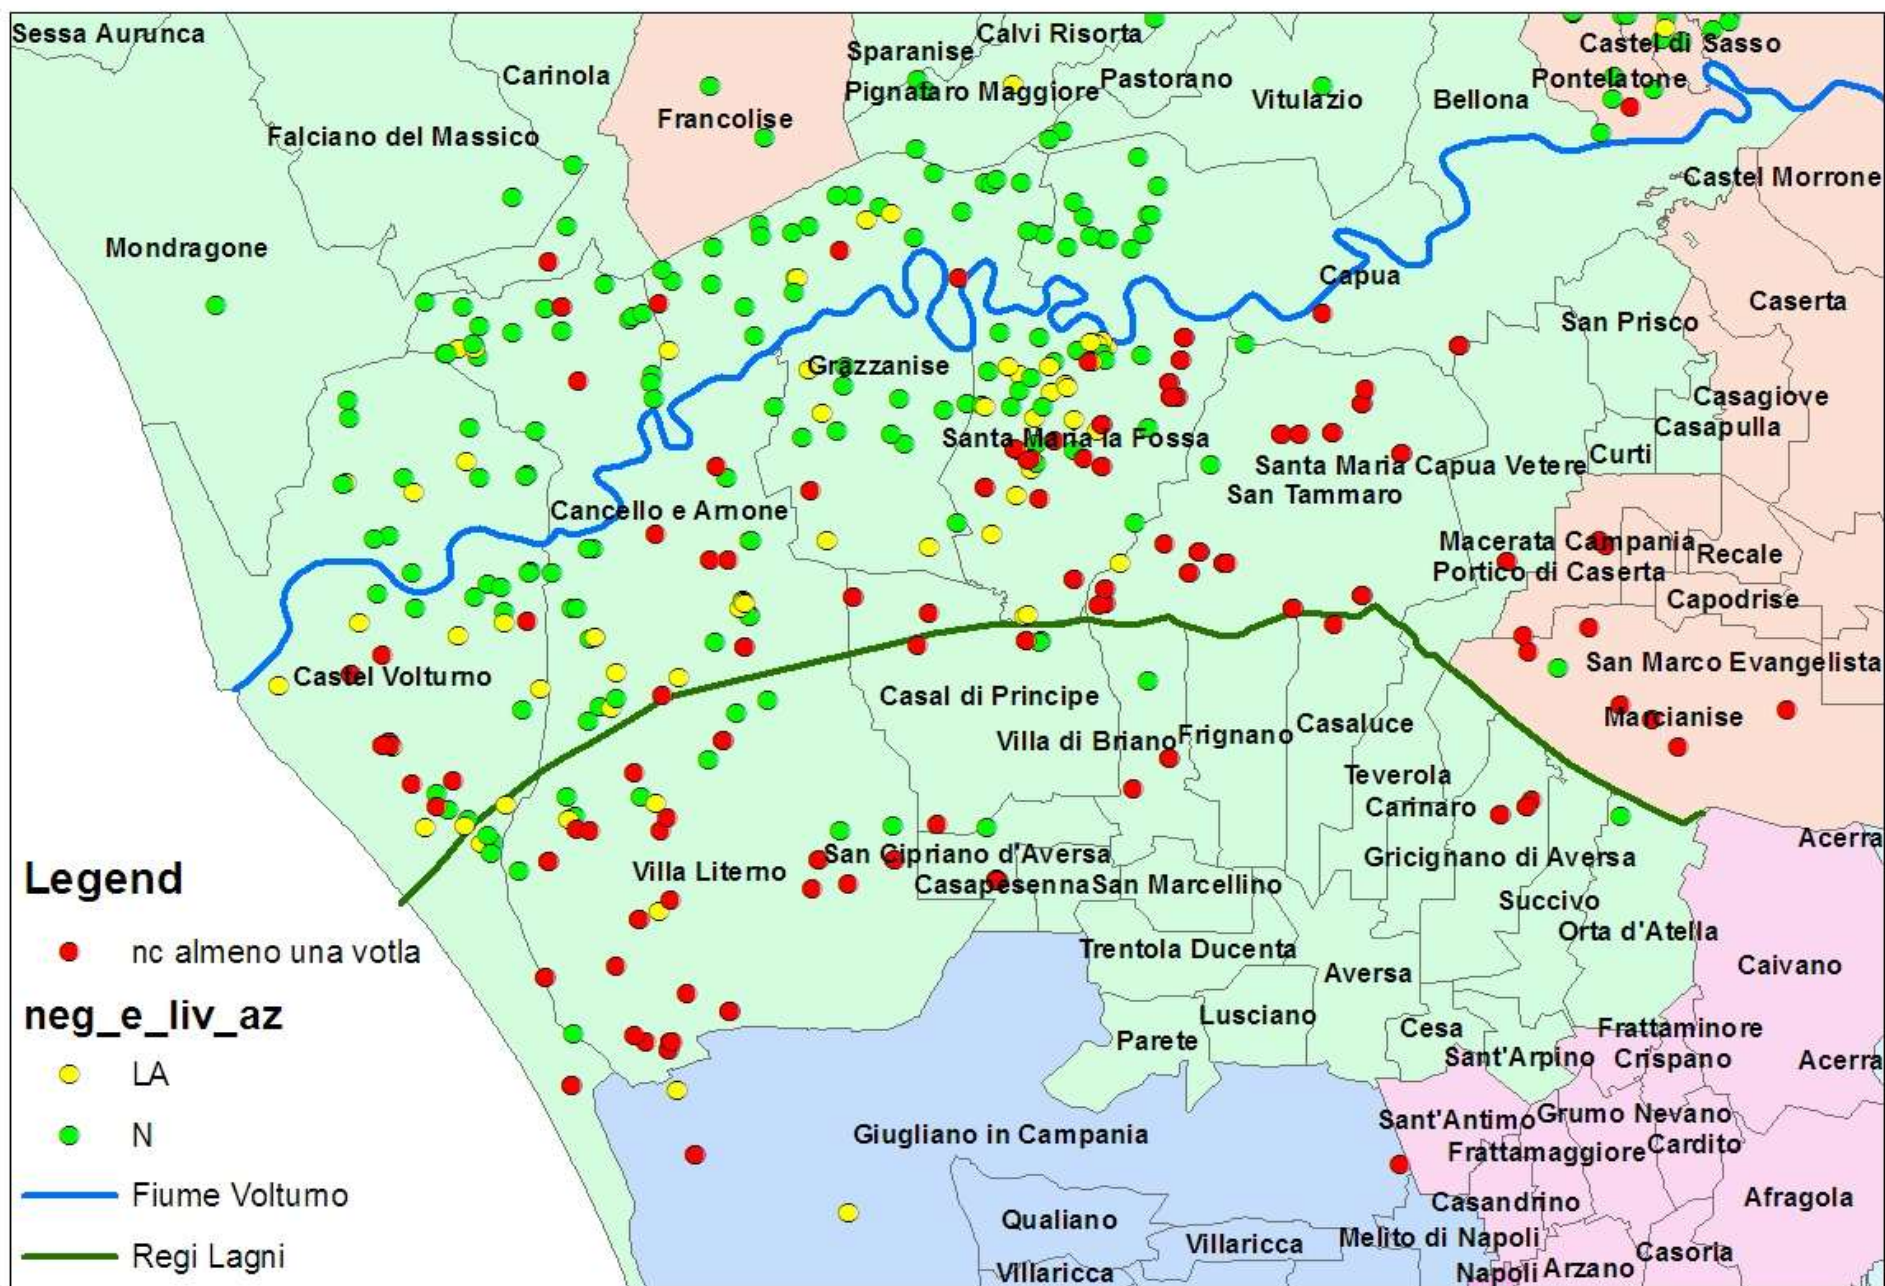 Sessa Aurunca
Calvi Risorta
Sparanise
Castel di Sasso
Carinola
Pontelatone
Pastorano
Pignataro Maggiore
Vitulazio
Bellona
Francolise
Falciano del Massico
Castel Morrone
Mondragone
Capua
Caserta
San Prisco
Grazzanise
Casagiove
Casapulla
Santa Maria la Fossa
Curti
Santa Maria Capua Vetere
San Tammaro
Cancello e Arnone
Macerata Campania
Recale
Portico di Caserta
Capodrise
San Marco Evangelista
Castel Volturno
Casal di Principe
Marcianise
Casaluce
Frignano
Villa di Briano
Teverola
Carinaro
Acerra
San Cipriano d'Aversa
Gricignano di Aversa
Villa Literno
Casapesenna
San Marcellino
Legend
Succivo
Orta d'Atella
nc almeno una votla
Trentola Ducenta
Caivano
Aversa
neg_e_liv_az
Lusciano
Cesa
Frattaminore
Parete
Sant'Arpino
Crispano
Acerra
LA
Giugliano in Campania
Sant'Antimo
Grumo Nevano
N
Frattamaggiore
Cardito
Fiume Volturno
Casandrino
Afragola
Qualiano
Melito di Napoli
Villaricca
Casoria
Regi Lagni
Villaricca
Napoli
Arzano